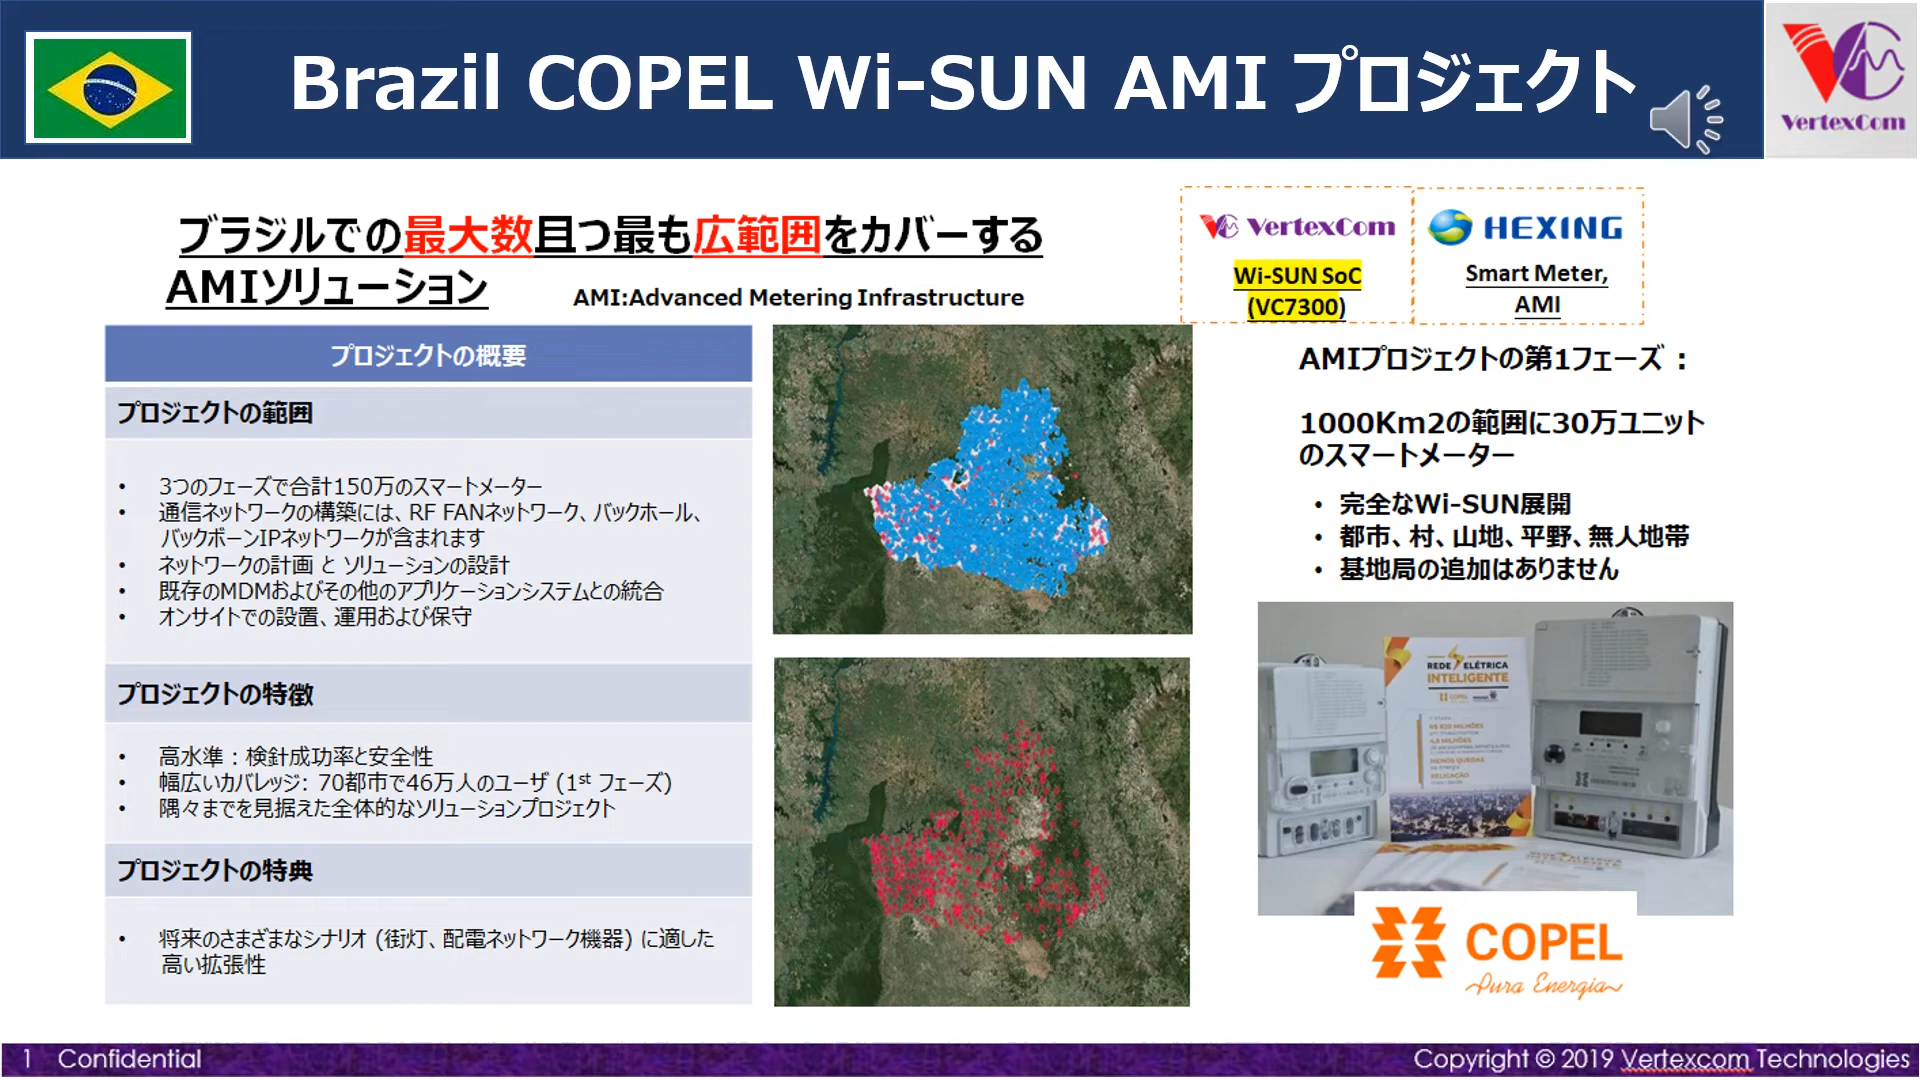 Brazil COPEL Wi-SUN AMI プロジェクト
VertexCom
ブラジルでの最大数且つ最も広範囲をカバーする
AMIソリューション
AMI:Advanced Metering Infrastructure
VertexCom
Wi-SUN SoC
(VC7300)
HEXING
Smart Meter,
AMI
プロジェクトの概要
プロジェクトの範囲
• 3つのフェーズで合計150万のスマートメーター
• 通信ネットワークの構築には、RF FANネットワーク、バックホール、
バックボーンIPネットワークが含まれます
• ネットワークの計画 と ソリューションの設計
• 既存のMDMおよびその他のアプリケーションシステムとの統合
• オンサイトでの設置、運用および保守
プロジェクトの特徴
• 高水準：検針成功率と安全性
• 幅広いカバレッジ: 70都市で46万人のユーザ (1st フェーズ)
• 隅々までを見据えた全体的なソリューションプロジェクト
プロジェクトの特典
• 将来のさまざまなシナリオ (街灯、配電ネットワーク機器) に適した
高い拡張性
AMIプロジェクトの第1フェーズ：
1000Km2の範囲に30万ユニット
のスマートメーター
• 完全なWi-SUN展開
• 都市、村、山地、平野、無人地帯
• 基地局の追加はありません
REDE ELÉTRICA
INTELIGENTE
COPEL
MENOS QUEDAS
COPEL
Pura Energia
1 Confidential
Copyright © 2019 Vertexcom Technologies